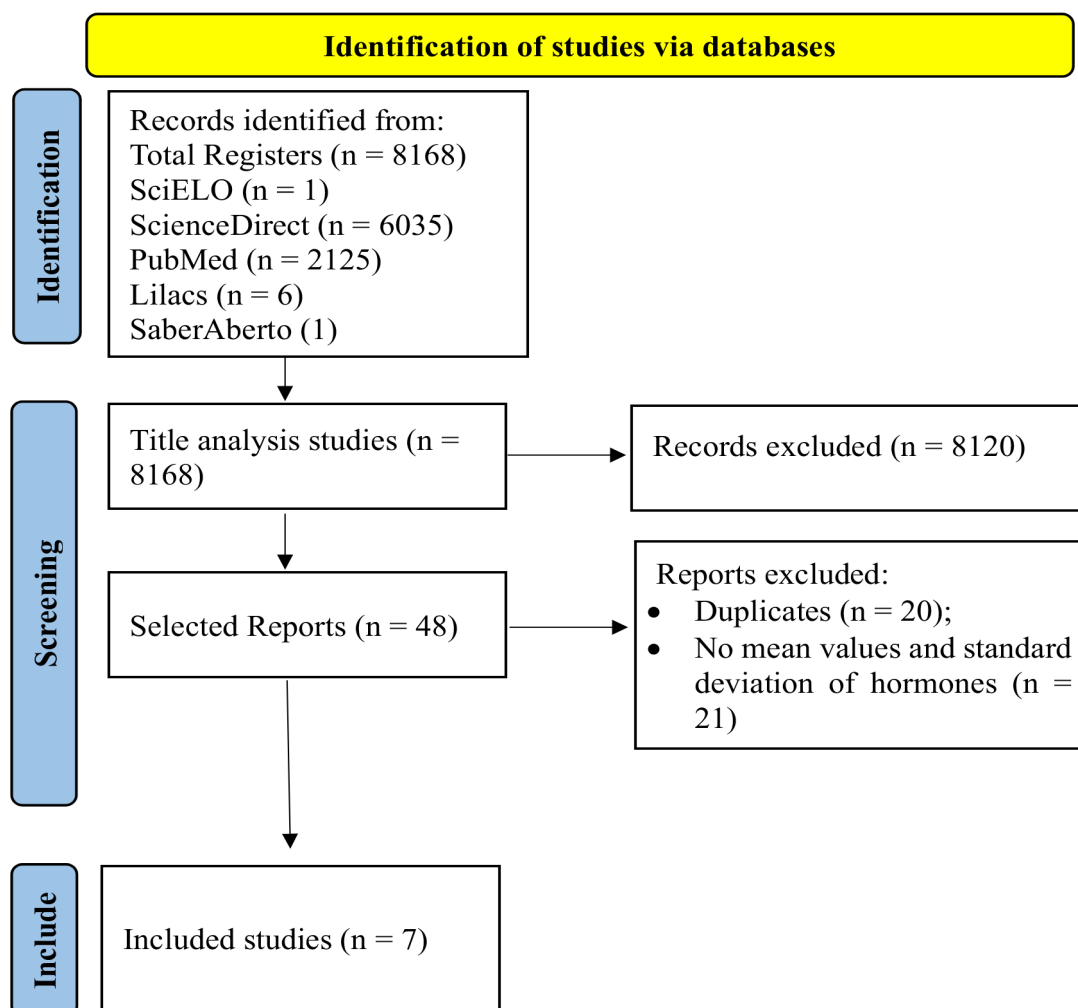 Identification of studies via databases
Identification
Records identified from:
Total Registers (n = 8168)
SciELO (n = 1)
ScienceDirect (n = 6035)
PubMed (n = 2125)
Lilacs (n = 6)
SaberAberto (1)
Screening
Title analysis studies (n =
8168)
Records excluded (n = 8120)
Selected Reports (n = 48)
Reports excluded:
• Duplicates (n = 20);
• No mean values and standard
deviation of hormones (n =
21)
Include
Included studies (n = 7)